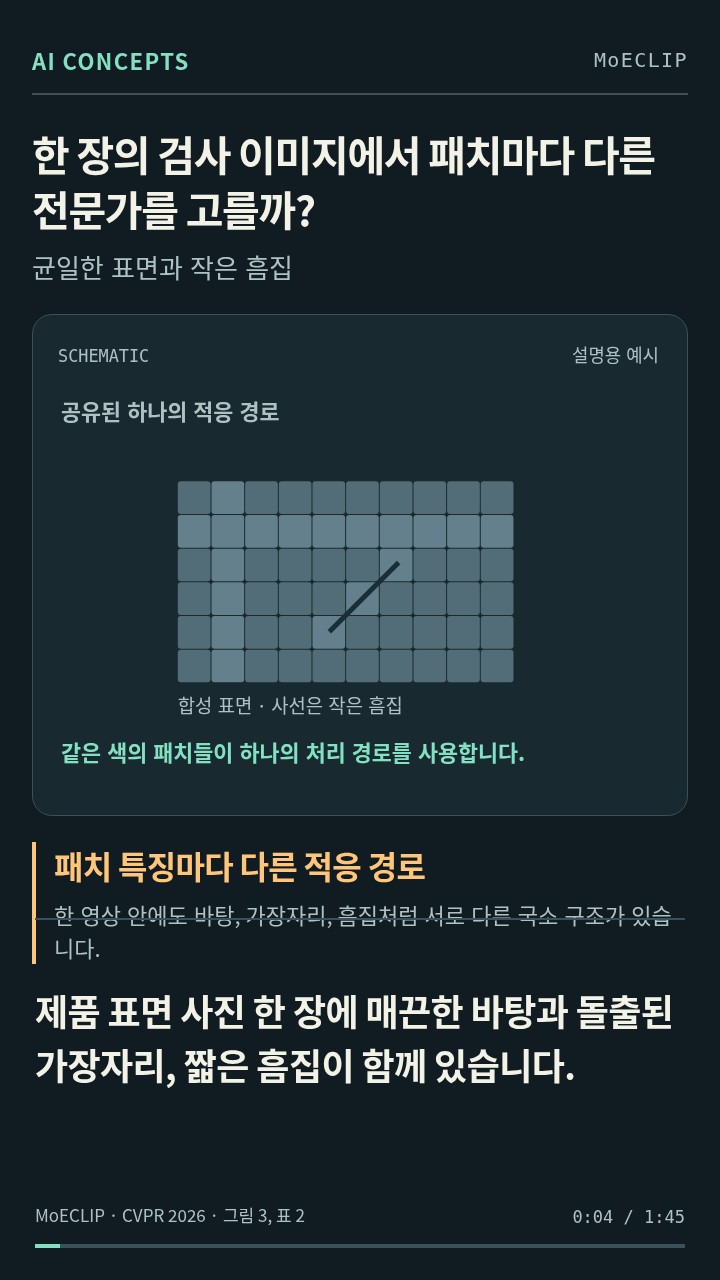 AI CONCEPTS
MoECLIP
한 장의 검사 이미지에서 패치마다 다른
전문가를 고를까?
균일한 표면과 작은 흠집
SCHEMATIC
설명용 예시
공유된 하나의 적응 경로
합성 표면 · 사선은 작은 흠집
같은 색의 패치들이 하나의 처리 경로를 사용합니다.
패치 특징마다 다른 적응 경로
한 영상 안에도 바탕, 가장자리, 흠집처럼 서로 다른 국소 구조가 있습
니다.
제품 표면 사진 한 장에 매끈한 바탕과 돌출된
가장자리, 짧은 흠집이 함께 있습니다.
MoECLIP · CVPR 2026 · 그림 3, 표 2
0:04 / 1:45